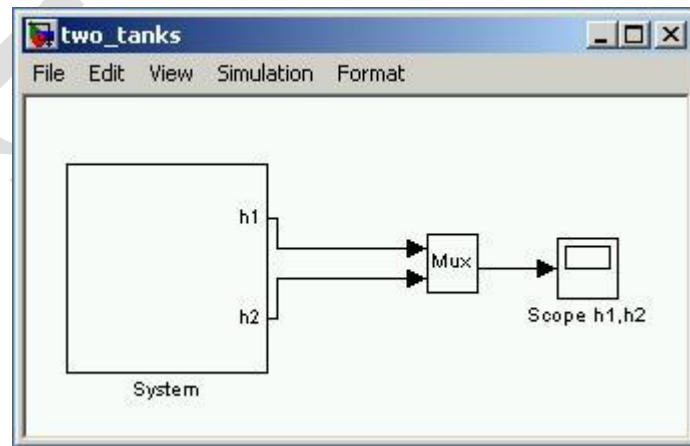 two_tanks
File Edit View Simulation Format
h1
Mux
h2
Scope h1,h2
System